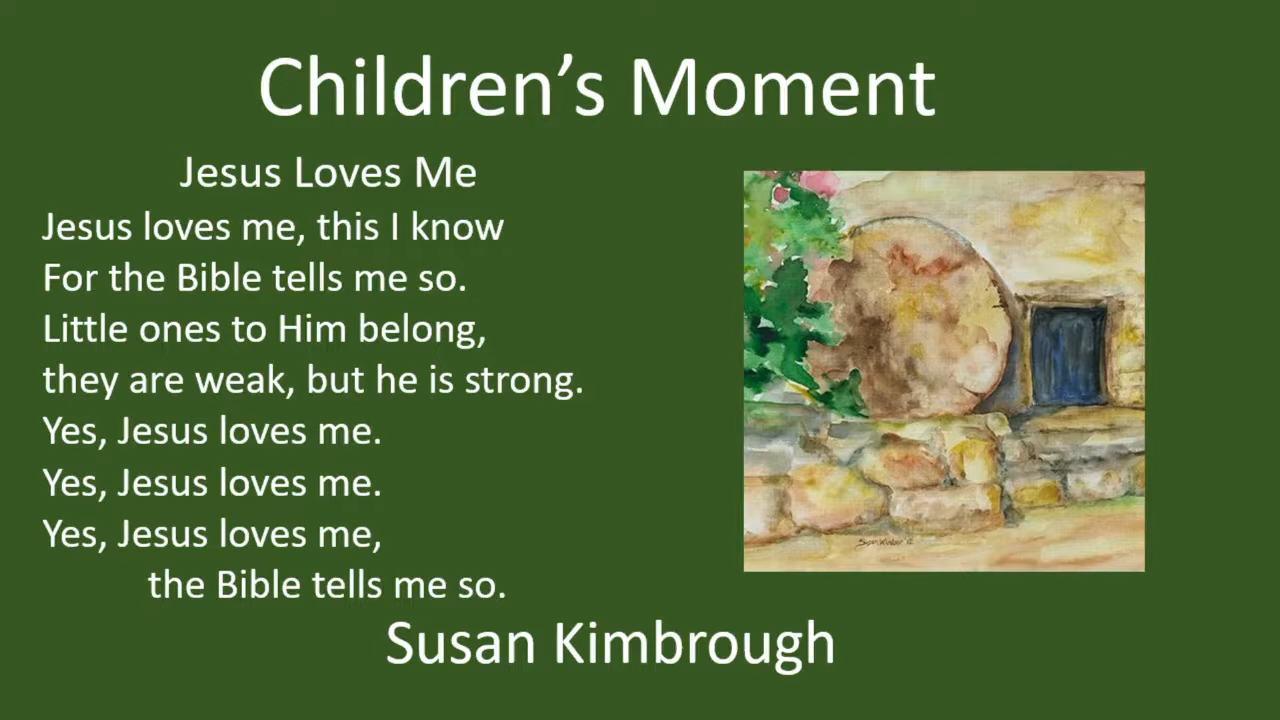 Children’s Moment
Jesus Loves Me
Jesus loves me, this I know
For the Bible tells me so.
Little ones to Him belong,
they are weak, but he is strong.
Yes, Jesus loves me.
Yes, Jesus loves me.
Yes, Jesus loves me,
the Bible tells me so.
Susan Kimbrough